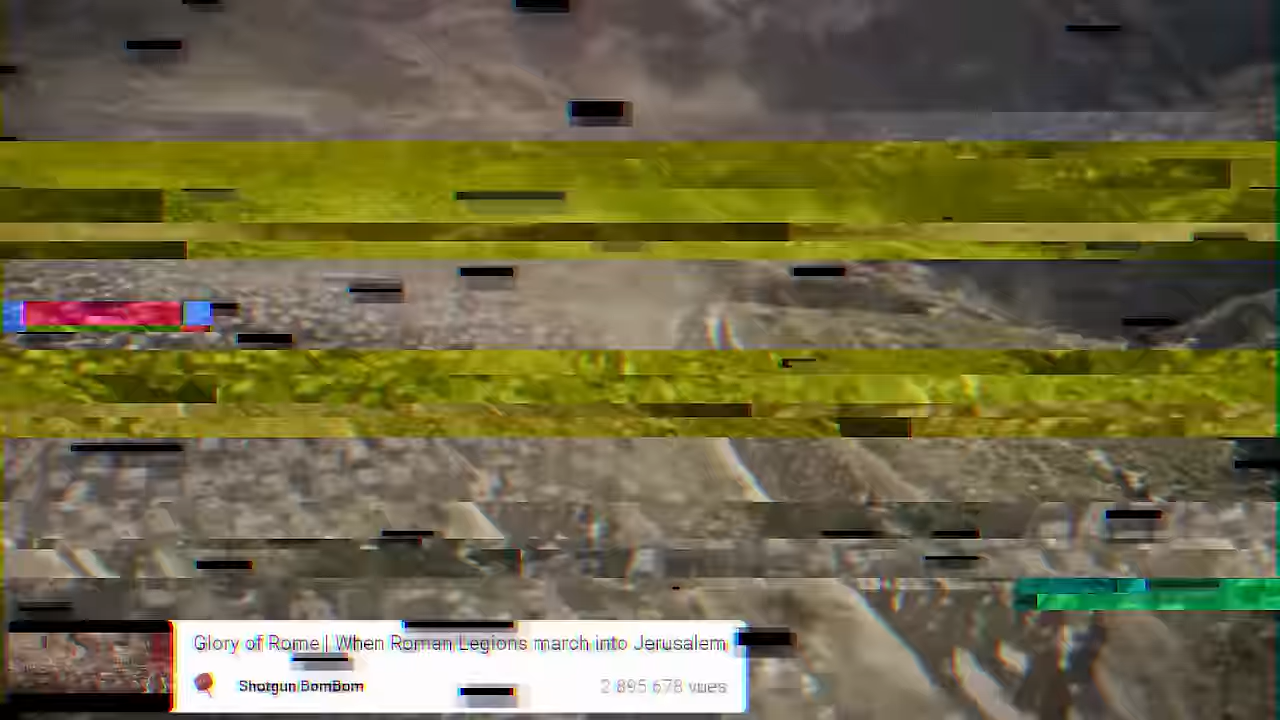 Glory of Rome | When Roman Legions march into Jerusalem
Shotgun BomBom
2 895 678 vues